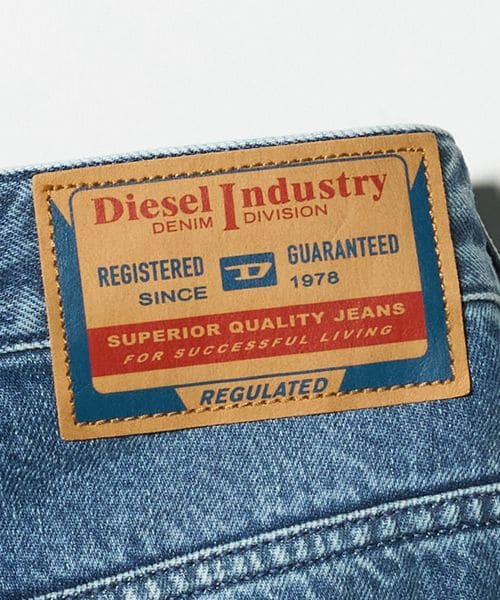 Diesel Industry
DENIM DIVISION
REGISTERED D GUARANTEED
SINCE 1978
SUPERIOR QUALITY JEANS
FOR SUCCESSFUL LIVING
REGULATED